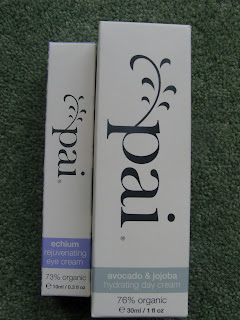 pai
echium
rejuvenating
eye cream
73% organic
℮ 10ml / 0.3 fl oz
pai
avocado & jojoba
hydrating day cream
76% organic
℮ 30ml / 1 fl oz